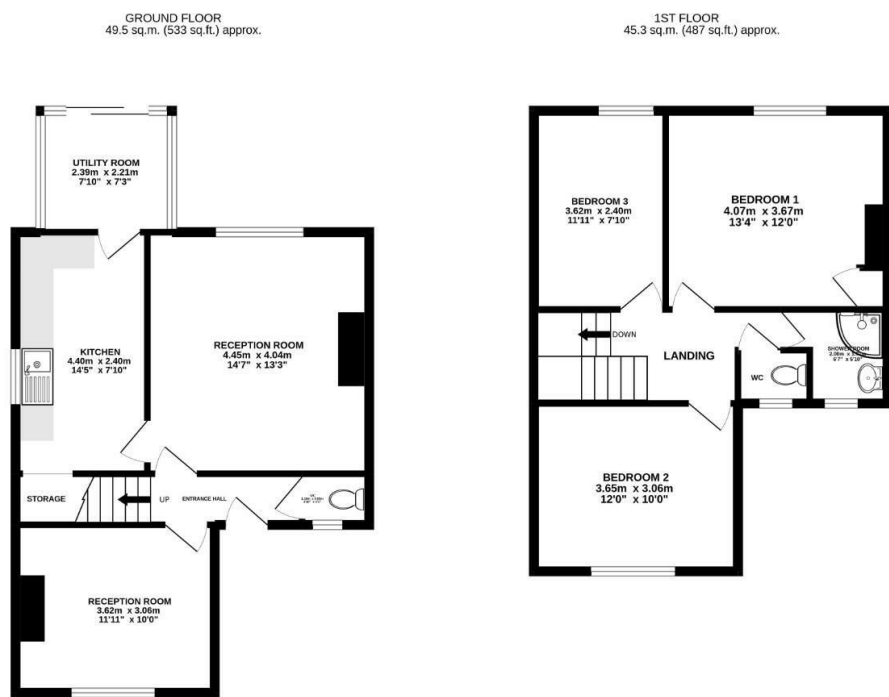 GROUND FLOOR
49.5 sq.m. (533 sq.ft.) approx.
1ST FLOOR
45.3 sq.m. (487 sq.ft.) approx.
UTILITY ROOM
2.39m x 2.21m
7'10" x 7'3"
KITCHEN
4.40m x 2.40m
14'5" x 7'10"
RECEPTION ROOM
4.45m x 4.04m
14'7" x 13'3"
STORAGE
UP
ENTRANCE HALL
RECEPTION ROOM
3.62m x 3.06m
11'11" x 10'0"
BEDROOM 3
3.62m x 2.40m
11'11" x 7'10"
BEDROOM 1
4.07m x 3.67m
13'4" x 12'0"
DOWN
LANDING
WC
SHOWER ROOM
BEDROOM 2
3.65m x 3.06m
12'0" x 10'0"